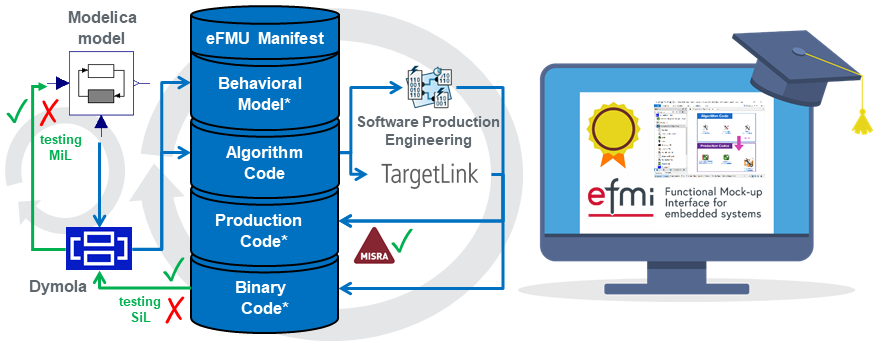 Modelica
model
testing
MiL
Dymola
testing
SiL
eFMU Manifest
Behavioral
Model*
Algorithm
Code
Production
Code*
Binary
Code*
Software Production
Engineering
TargetLink
MISRA
Algorithm Code
Production Code
efmi
Functional Mock-up
Interface for
embedded systems